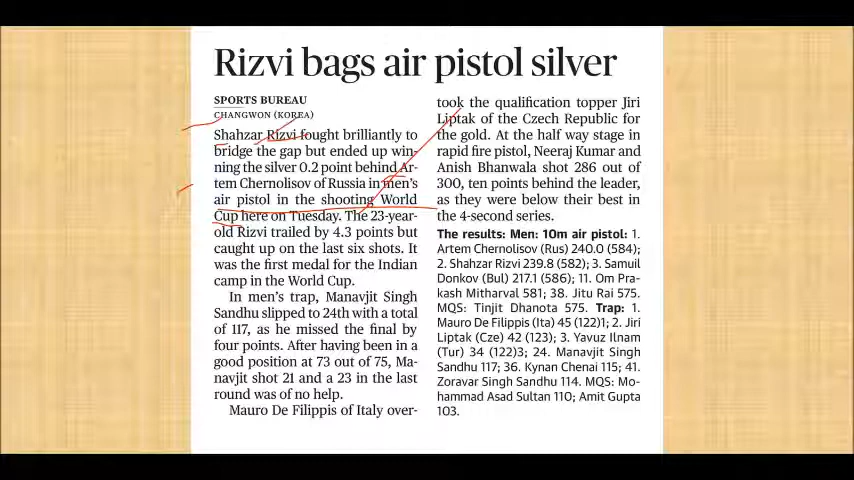 Rizvi bags air pistol silver
SPORTS BUREAU
CHANGWON (KOREA)
Shahzar Rizvi fought brilliantly to
bridge the gap but ended up win-
ning the silver 0.2 point behind Ar-
tem Chernolisov of Russia in men's
air pistol in the shooting World
Cup here on Tuesday. The 23-year-
old Rizvi trailed by 4.3 points but
caught up on the last six shots. It
was the first medal for the Indian
camp in the World Cup.
In men's trap, Manavjit Singh
Sandhu slipped to 24th with a total
of 117, as he missed the final by
four points. After having been in a
good position at 73 out of 75, Ma-
navjit shot 21 and a 23 in the last
round was of no help.
Mauro De Filippis of Italy over-
took the qualification topper Jiri
Liptak of the Czech Republic for
the gold. At the half way stage in
rapid fire pistol, Neeraj Kumar and
Anish Bhanwala shot 286 out of
300, ten points behind the leader,
as they were below their best in
the 4-second series.
The results: Men: 10m air pistol: 1.
Artem Chernolisov (Rus) 240.0 (584);
2. Shahzar Rizvi 239.8 (582); 3. Samuil
Donkov (Bul) 217.1 (586); 11. Om Pra-
kash Mitharval 581; 38. Jitu Rai 575.
MQS: Tinjit Dhanota 575. Trap: 1.
Mauro De Filippis (Ita) 45 (122)1; 2. Jiri
Liptak (Cze) 42 (123); 3. Yavuz Ilnam
(Tur) 34 (122)3; 24. Manavjit Singh
Sandhu 117; 36. Kynan Chenai 115; 41.
Zoravar Singh Sandhu 114. MQS: Mo-
hammad Asad Sultan 110; Amit Gupta
103.